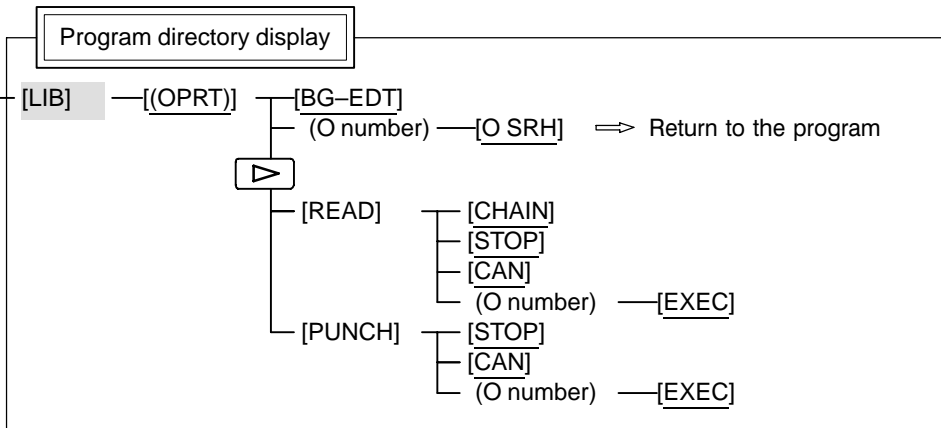 Program directory display
[LIB] [(OPRT)] [BG–EDT]
(O number) [O SRH] ⇒ Return to the program
[READ] [CHAIN]
[STOP]
[CAN]
(O number) [EXEC]
[PUNCH] [STOP]
[CAN]
(O number) [EXEC]